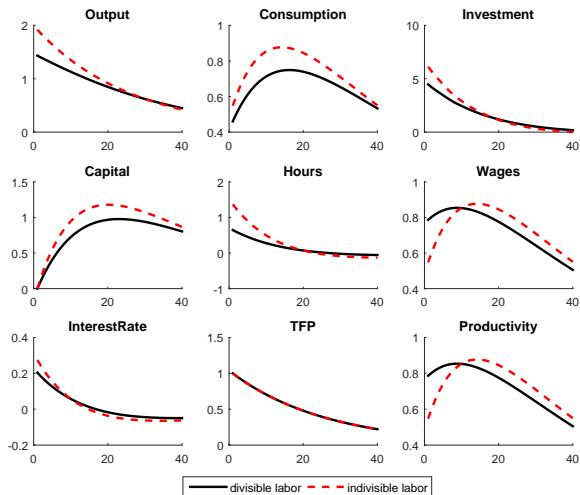 Output Consumption Investment
2 1 10
1 0.8 5
0.6
0 0.4 0
0 20 40 0 20 40 0 20 40
Capital Hours Wages
1.5 2 1
1 1 0.8
0.5 0 0.6
0 -1 0.4
0 20 40 0 20 40 0 20 40
InterestRate TFP Productivity
0.4 1.5 1
0.2 1 0.8
0 0.5 0.6
-0.2 0 0.4
0 20 40 0 20 40 0 20 40
divisible labor indivisible labor